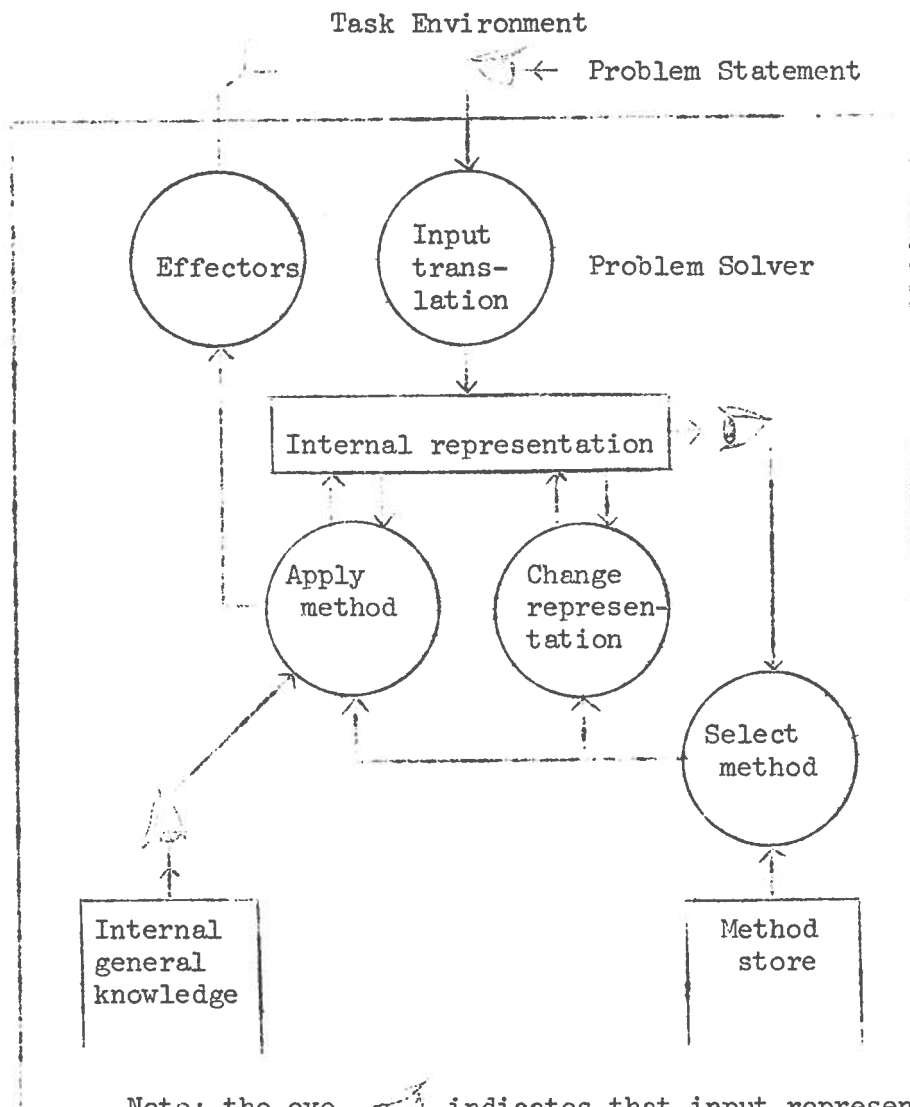 Task Environment
Problem Statement
Effectors
Input
trans-
lation
Problem Solver
Internal representation
Apply
method
Change
represen-
tation
Select
method
Internal
general
knowledge
Method
store
Note: the eye indicates that input represen